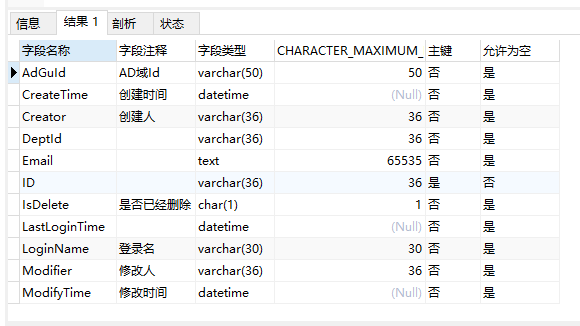 信息 结果 1 剖析 状态
字段名称 字段注释 字段类型 CHARACTER_MAXIMUM_ 主键 允许为空
AdGuId AD域Id varchar(50) 50 否 是
CreateTime 创建时间 datetime (Null) 否 是
Creator 创建人 varchar(36) 36 否 是
DeptId varchar(36) 36 否 是
Email text 65535 否 是
ID varchar(36) 36 是 否
IsDelete 是否已经删除 char(1) 1 否 是
LastLoginTime datetime (Null) 否 是
LoginName 登录名 varchar(30) 30 否 是
Modifier 修改人 varchar(36) 36 否 是
ModifyTime 修改时间 datetime (Null) 否 是